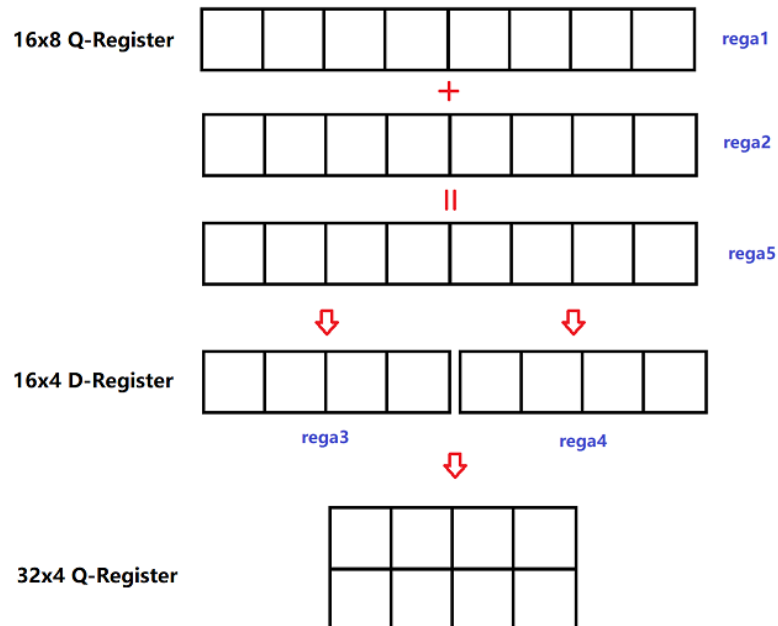 16x8 Q-Register
rega1
+
rega2
=
rega5
16x4 D-Register
rega3
rega4
32x4 Q-Register